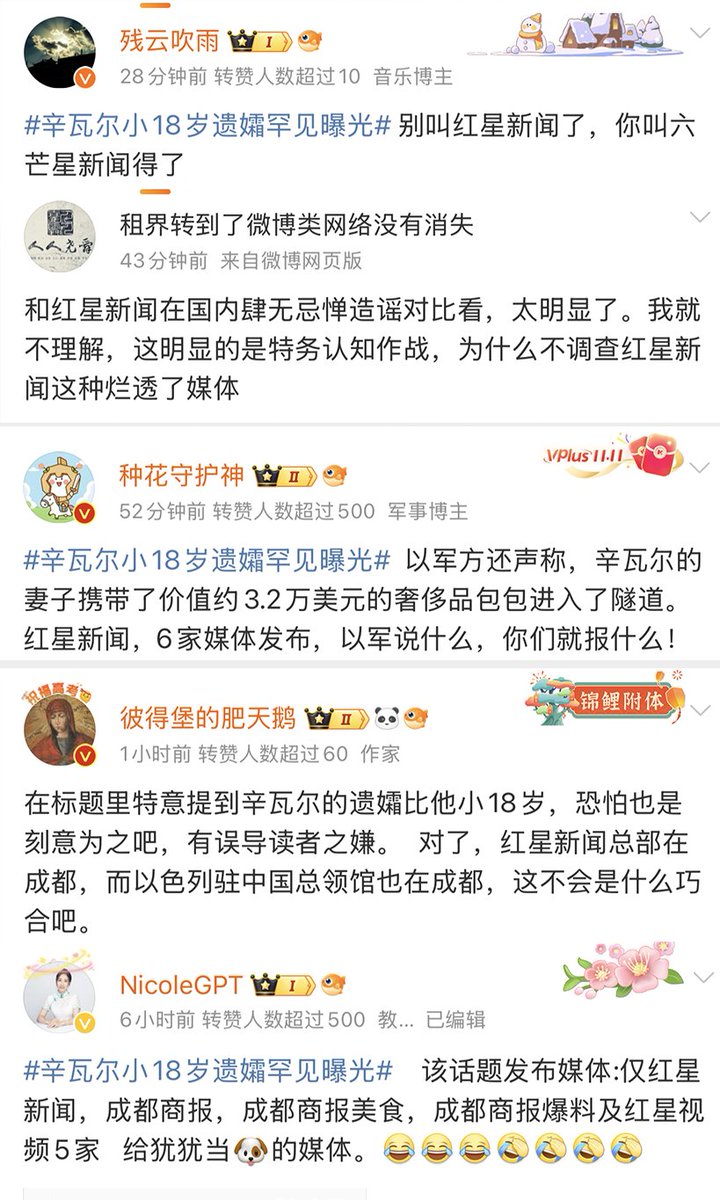 残云吹雨 I
28分钟前 转赞人数超过10 音乐博主
#辛瓦尔小18岁遗孀罕见曝光# 别叫红星新闻了，你叫六
芒星新闻得了
人人尧舜
租界转到了微博类网络没有消失
43分钟前 来自微博网页版
和红星新闻在国内肆无忌惮造谣对比看，太明显了。我就
不理解，这明显的是特务认知作战，为什么不调查红星新
闻这种烂透了媒体
种花守护神 II
VPlus 11.11
52分钟前 转赞人数超过500 军事博主
#辛瓦尔小18岁遗孀罕见曝光# 以军方还声称，辛瓦尔的
妻子携带了价值约3.2万美元的奢侈品包包进入了隧道。
红星新闻，6家媒体发布，以军说什么，你们就报什么！
祝福高考
彼得堡的肥天鹅 II
锦鲤附体
1小时前 转赞人数超过60 作家
在标题里特意提到辛瓦尔的遗孀比他小18岁，恐怕也是
刻意为之吧，有误导读者之嫌。 对了，红星新闻总部在
成都，而以色列驻中国总领馆也在成都，这不会是什么巧
合吧。
NicoleGPT I
6小时前 转赞人数超过500 教... 已编辑
#辛瓦尔小18岁遗孀罕见曝光# 该话题发布媒体:仅红星
新闻，成都商报，成都商报美食，成都商报爆料及红星视
频5家 给犹犹当🐶的媒体。😂😂😂🤣🤣🤣🤣